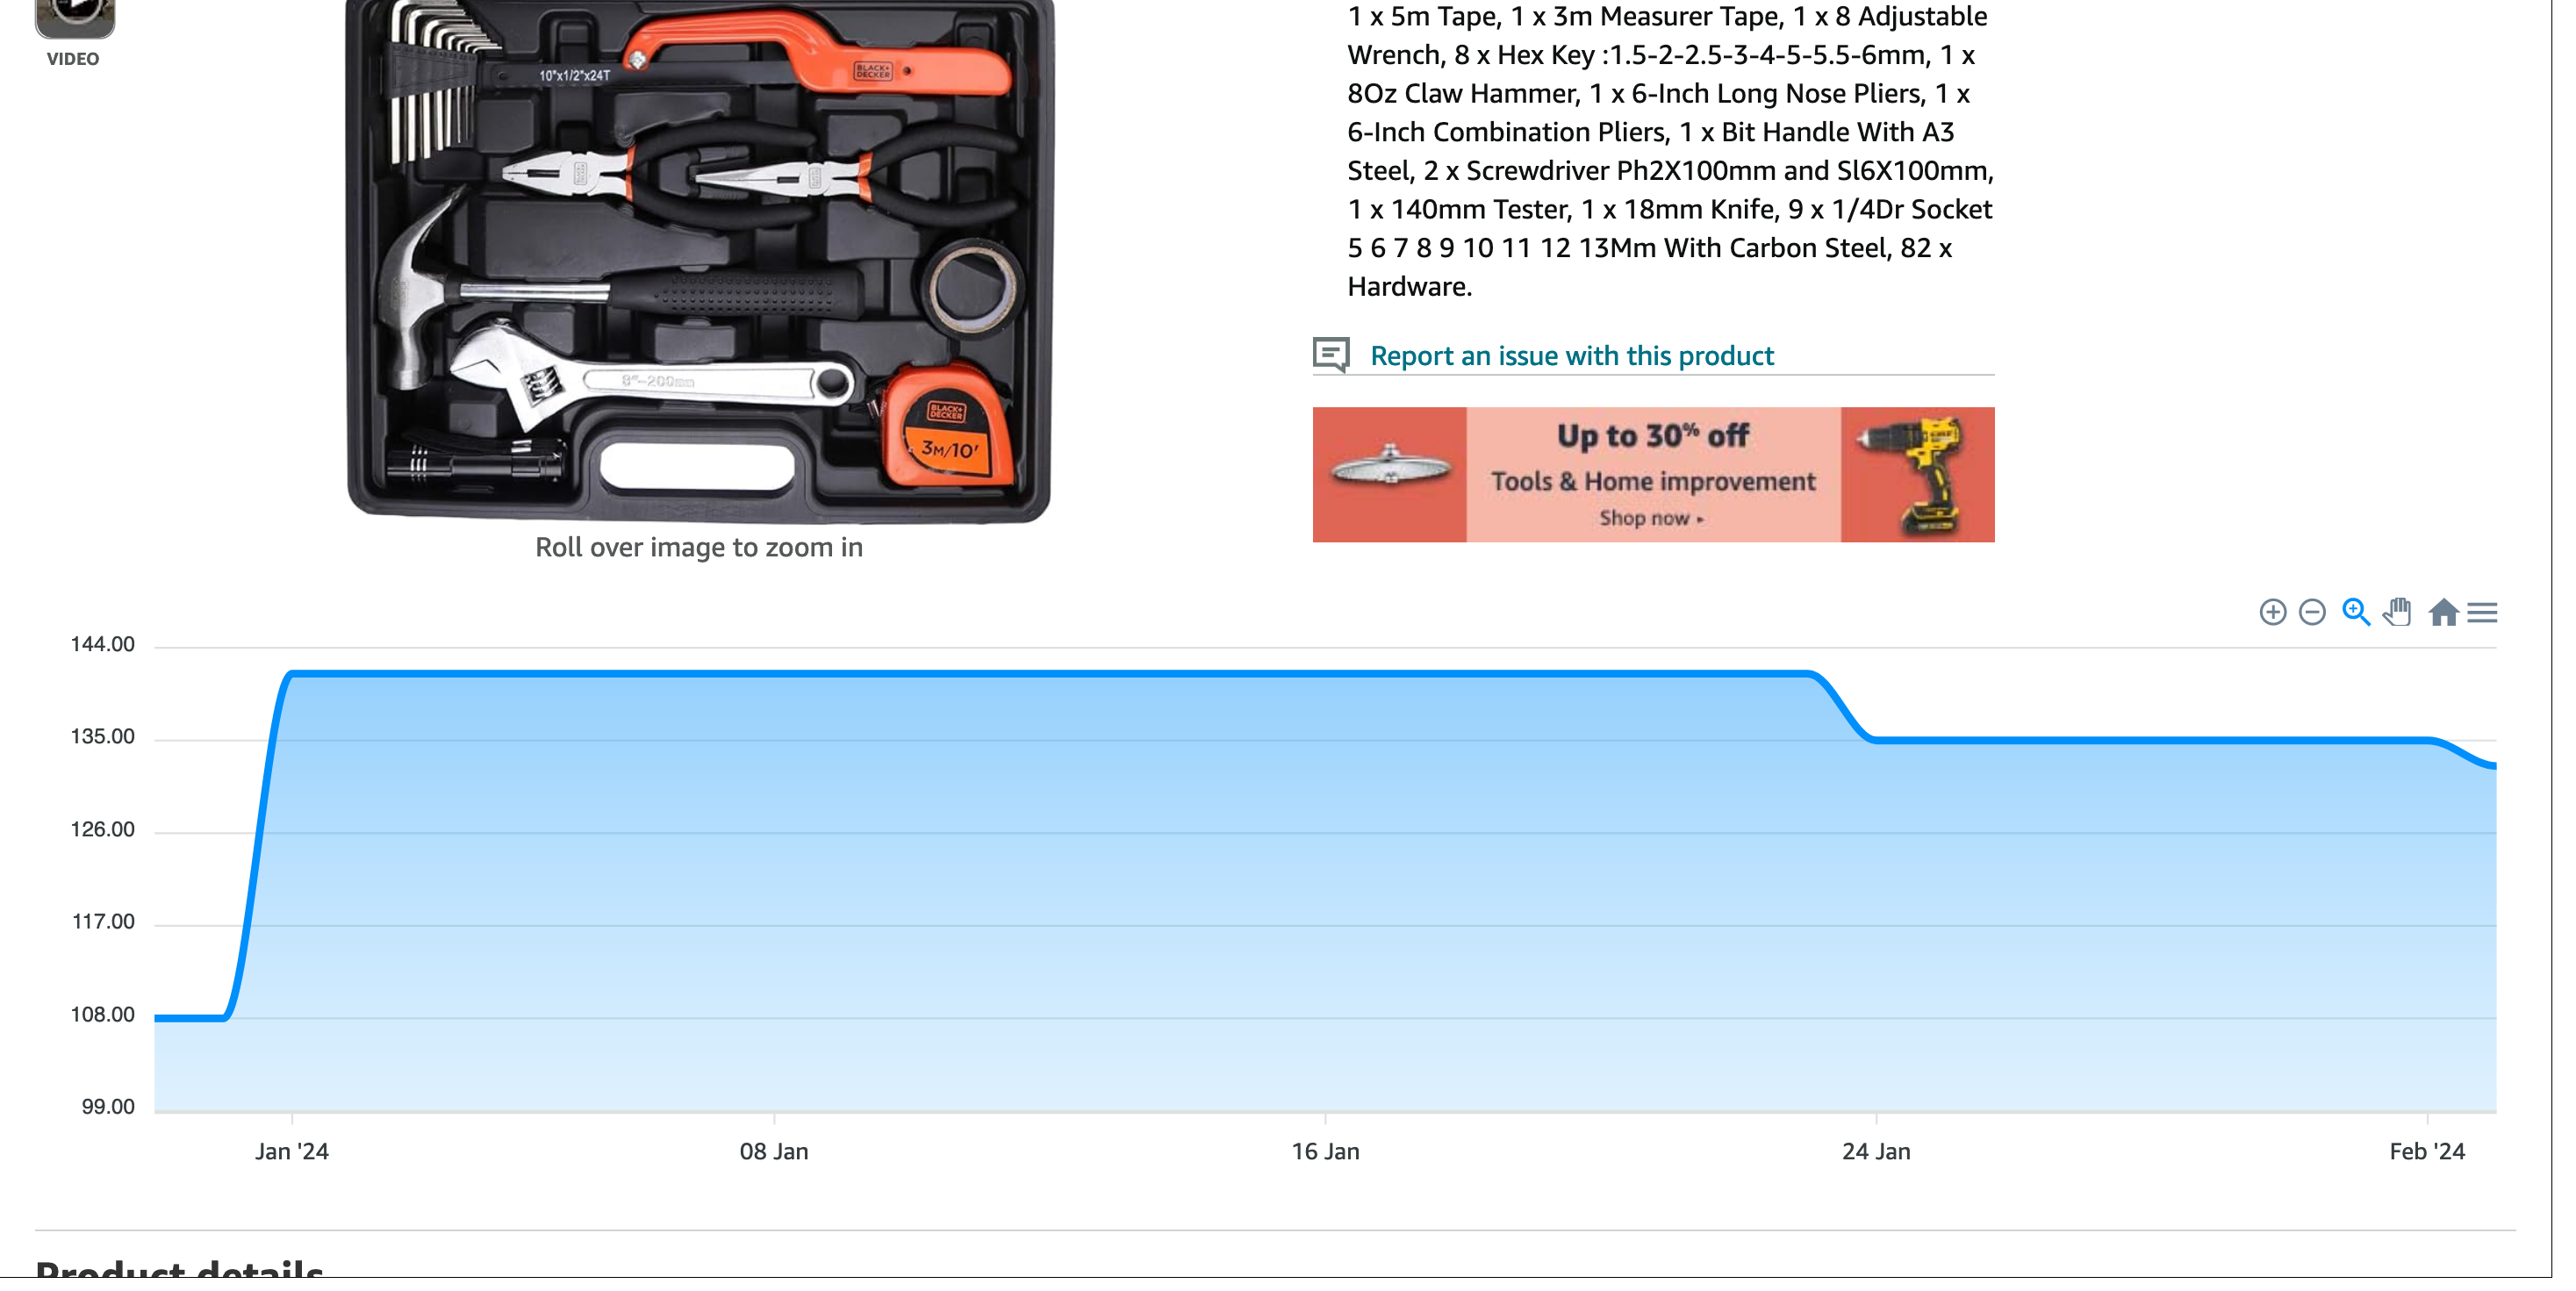 VIDEO
10"x1/2"x24T
BLACK+
DECKER
8"-200mm
BLACK+
DECKER
3M/10'
Roll over image to zoom in
1 x 5m Tape, 1 x 3m Measurer Tape, 1 x 8 Adjustable
Wrench, 8 x Hex Key :1.5-2-2.5-3-4-5-5.5-6mm, 1 x
8Oz Claw Hammer, 1 x 6-Inch Long Nose Pliers, 1 x
6-Inch Combination Pliers, 1 x Bit Handle With A3
Steel, 2 x Screwdriver Ph2X100mm and Sl6X100mm,
1 x 140mm Tester, 1 x 18mm Knife, 9 x 1/4Dr Socket
5 6 7 8 9 10 11 12 13Mm With Carbon Steel, 82 x
Hardware.
Report an issue with this product
Up to 30% off
Tools & Home improvement
Shop now
144.00
135.00
126.00
117.00
108.00
99.00
Jan '24
08 Jan
16 Jan
24 Jan
Feb '24
Product details